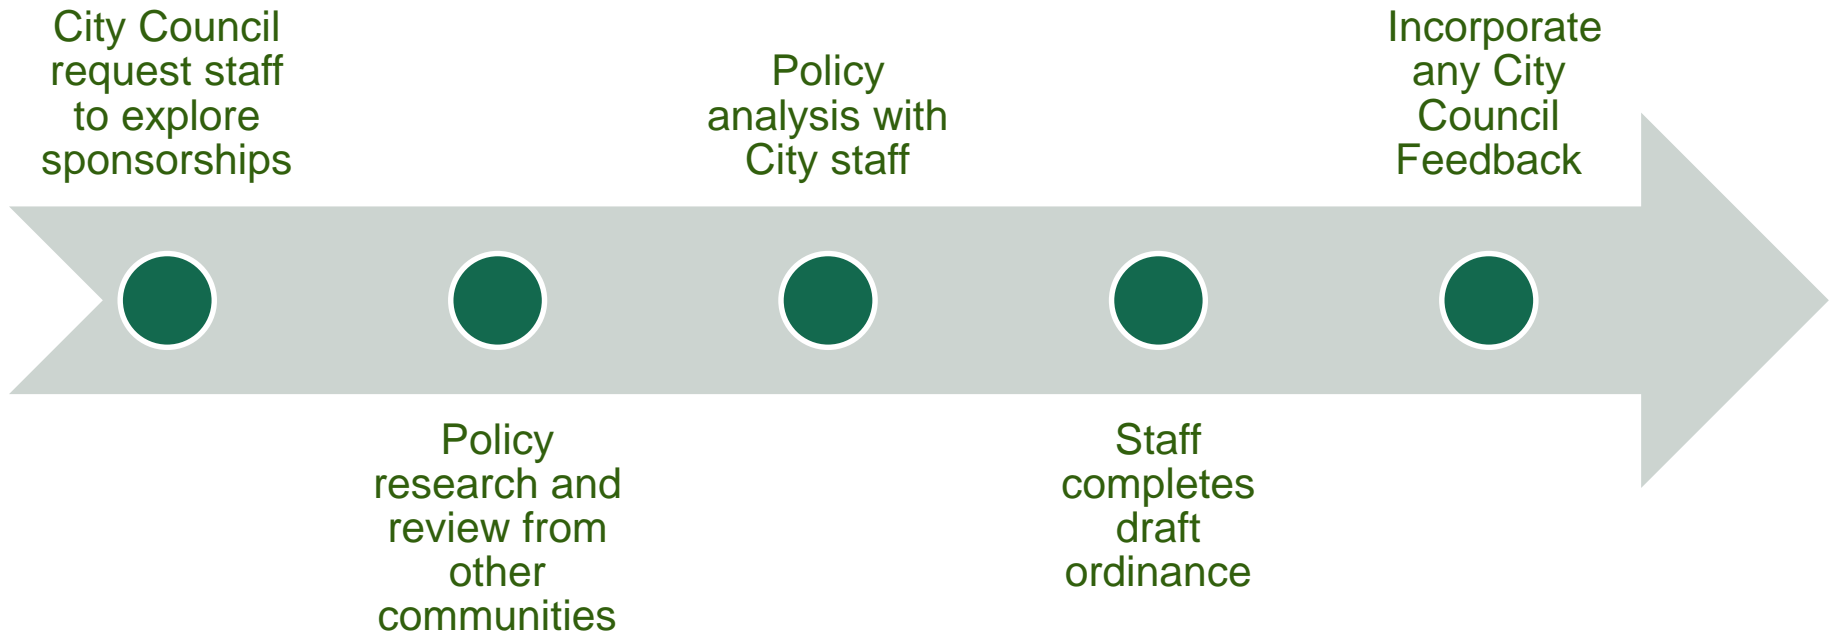 City Council
request staff
to explore
sponsorships
Policy
research and
review from
other
communities
Policy
analysis with
City staff
Staff
completes
draft
ordinance
Incorporate
any City
Council
Feedback